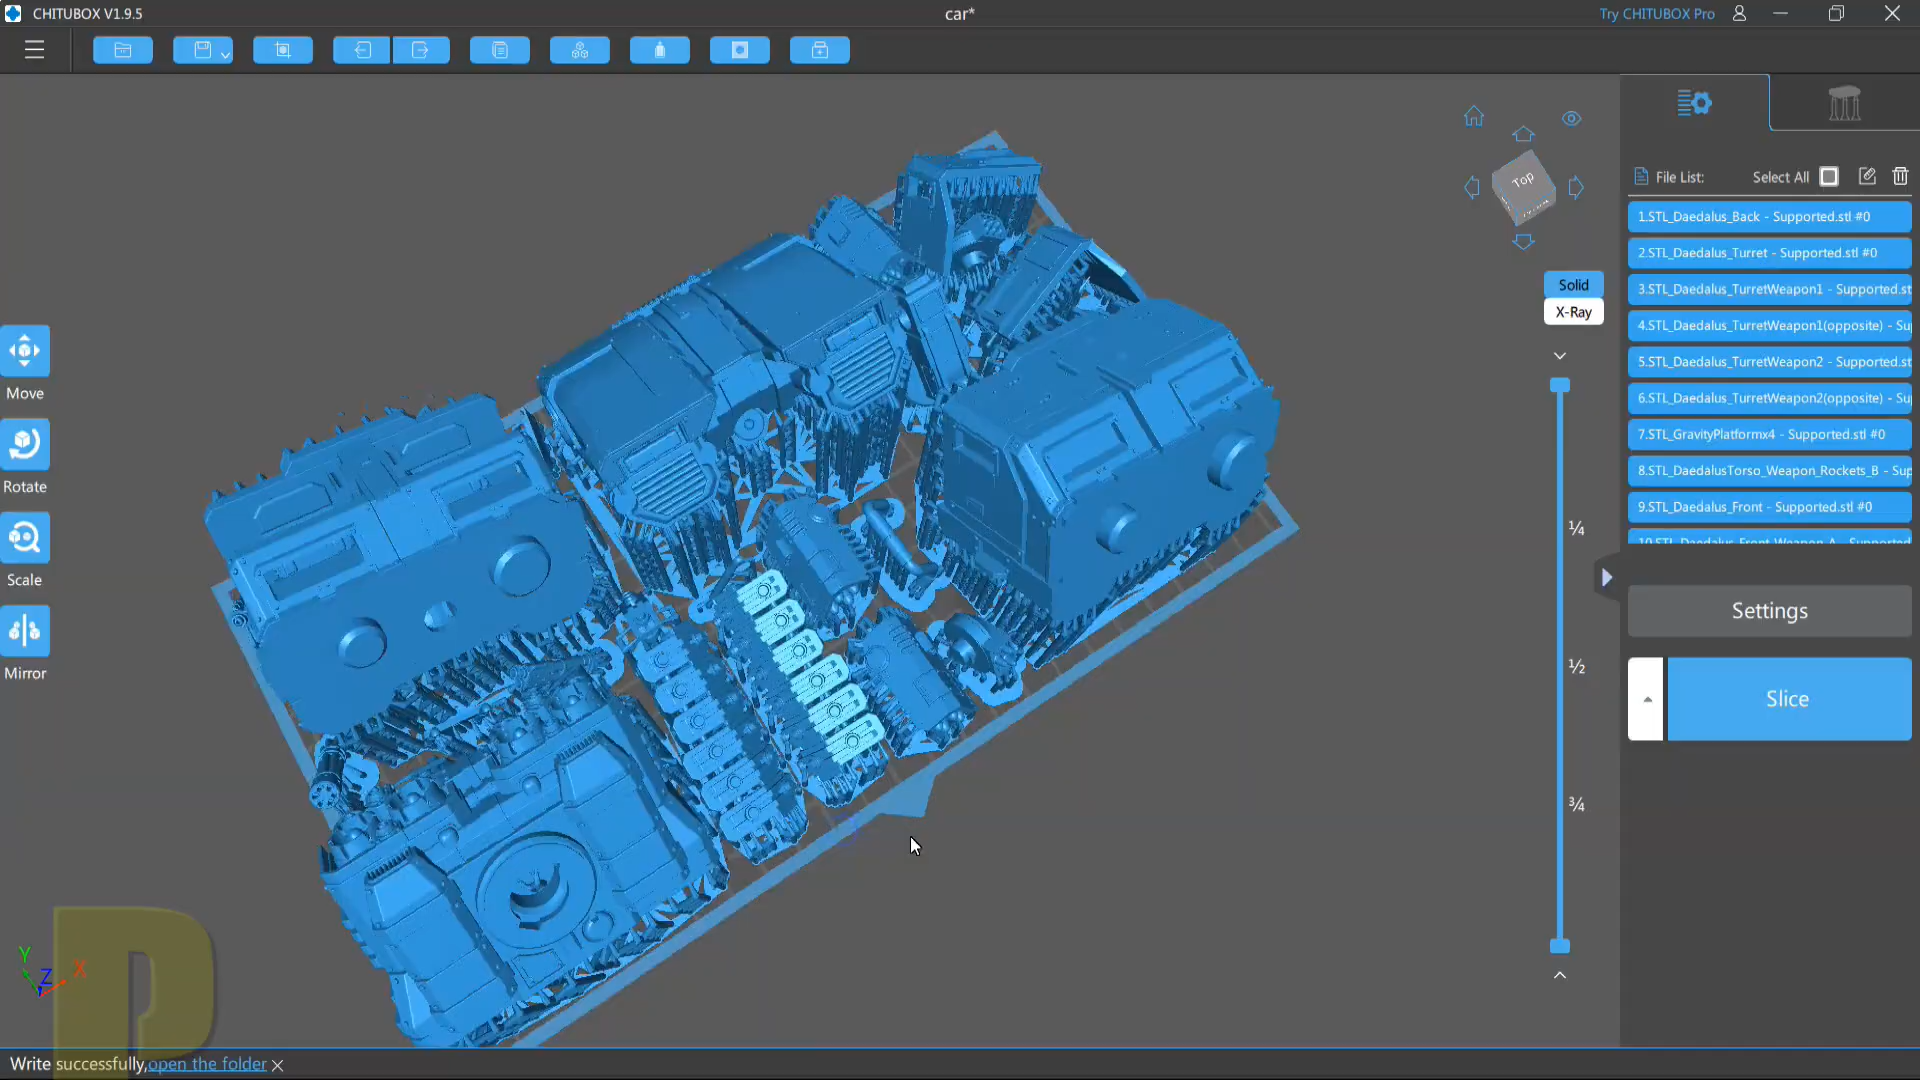 CHITUBOX V1.9.5
car*
Try CHITUBOX Pro
Top
Solid
X-Ray
Move
Rotate
Scale
Mirror
¼
½
¾
File List:
Select All
1.STL_Daedalus_Back - Supported.stl #0
2.STL_Daedalus_Turret - Supported.stl #0
3.STL_Daedalus_TurretWeapon1 - Supported.st
4.STL_Daedalus_TurretWeapon1(opposite) - Su
5.STL_Daedalus_TurretWeapon2 - Supported.st
6.STL_Daedalus_TurretWeapon2(opposite) - Su
7.STL_GravityPlatformx4 - Supported.stl #0
8.STL_DaedalusTorso_Weapon_Rockets_B - Sup
9.STL_Daedalus_Front - Supported.stl #0
10.STL_Daedalus_Front_Weapon_A - Supported
Settings
Slice
Y
Z
X
P
Write successfully,open the folder